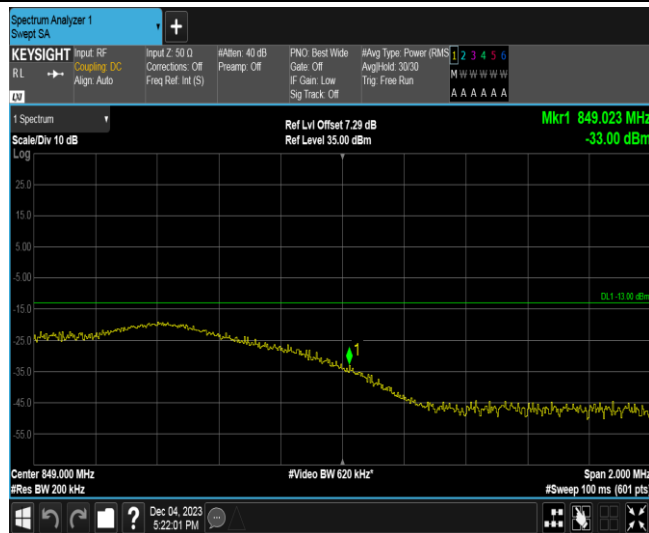 Spectrum Analyzer 1
Swept SA
+
KEYSIGHT
RL
LXI
Input: RF
Coupling: DC
Align: Auto
Input Z: 50 Ω
Corrections: Off
Freq Ref: Int (S)
#Atten: 40 dB
Preamp: Off
PNO: Best Wide
Gate: Off
IF Gain: Low
Sig Track: Off
#Avg Type: Power (RMS
Avg|Hold: 30/30
Trig: Free Run
1 2 3 4 5 6
M W W W W W
A A A A A A
1 Spectrum
Scale/Div 10 dB
Log
Ref Lvl Offset 7.29 dB
Ref Level 35.00 dBm
Mkr1 849.023 MHz
-33.00 dBm
25.0
15.0
5.00
-5.00
DL1 -13.00 dBm
-15.0
-25.0
1
-35.0
-45.0
-55.0
Center 849.000 MHz
#Res BW 200 kHz
#Video BW 620 kHz*
Span 2.000 MHz
#Sweep 100 ms (601 pts)
?
Dec 04, 2023
5:22:01 PM